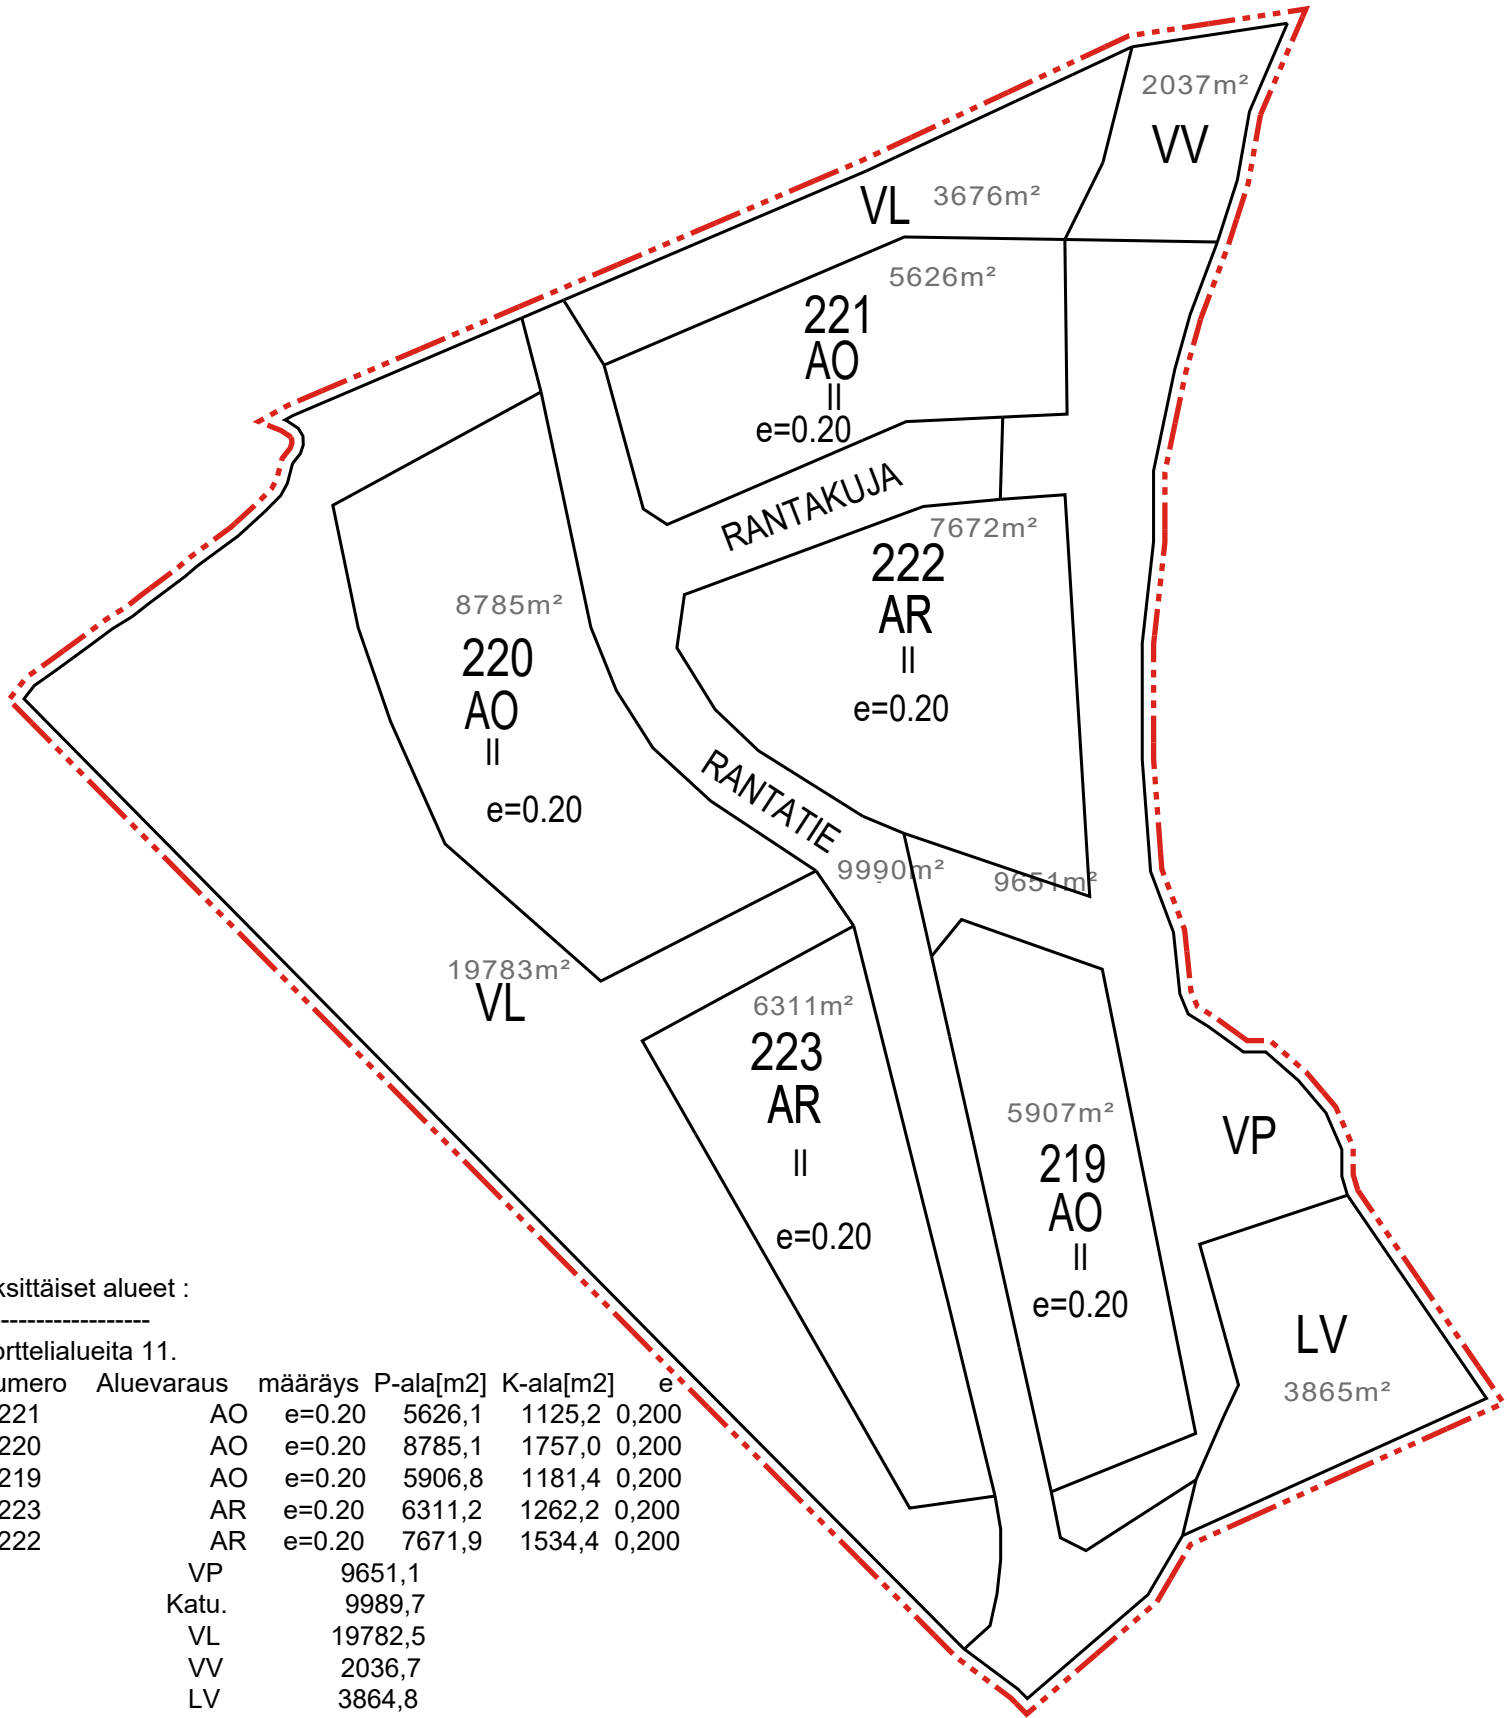 2037m²
VV
VL 3676m²
5626m²
221
AO
II
e=0.20
RANTAKUJA
7672m²
222
AR
II
e=0.20
8785m²
220
AO
II
e=0.20
RANTATIE
9990m²
9651m²
19783m²
VL
6311m²
223
AR
II
e=0.20
5907m²
219
AO
II
e=0.20
VP
LV
3865m²
ksittäiset alueet :
------------------
orttelialueita 11.
umero Aluevaraus määräys P-ala[m2] K-ala[m2] e
221 AO e=0.20 5626,1 1125,2 0,200
220 AO e=0.20 8785,1 1757,0 0,200
219 AO e=0.20 5906,8 1181,4 0,200
223 AR e=0.20 6311,2 1262,2 0,200
222 AR e=0.20 7671,9 1534,4 0,200
VP 9651,1
Katu. 9989,7
VL 19782,5
VV 2036,7
LV 3864,8